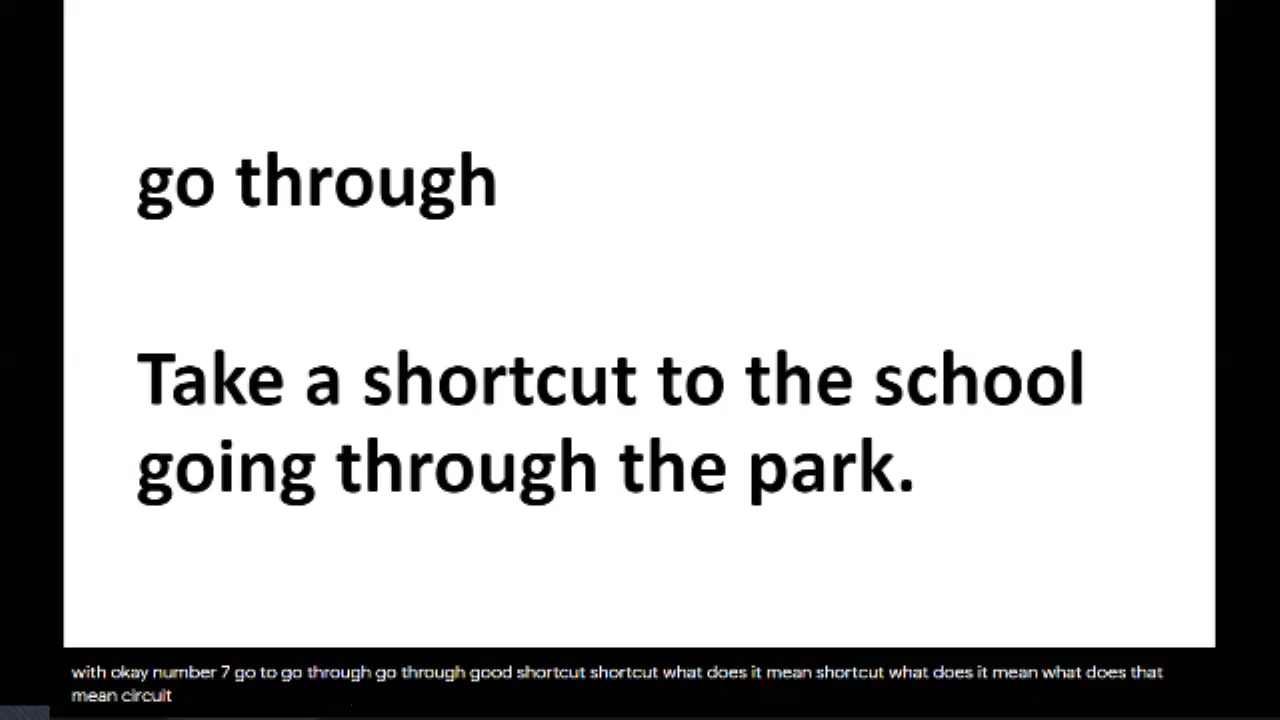 go through
Take a shortcut to the school
going through the park.
with okay number 7 go to go through go through good shortcut shortcut what does it mean shortcut what does it mean what does that
mean circuit